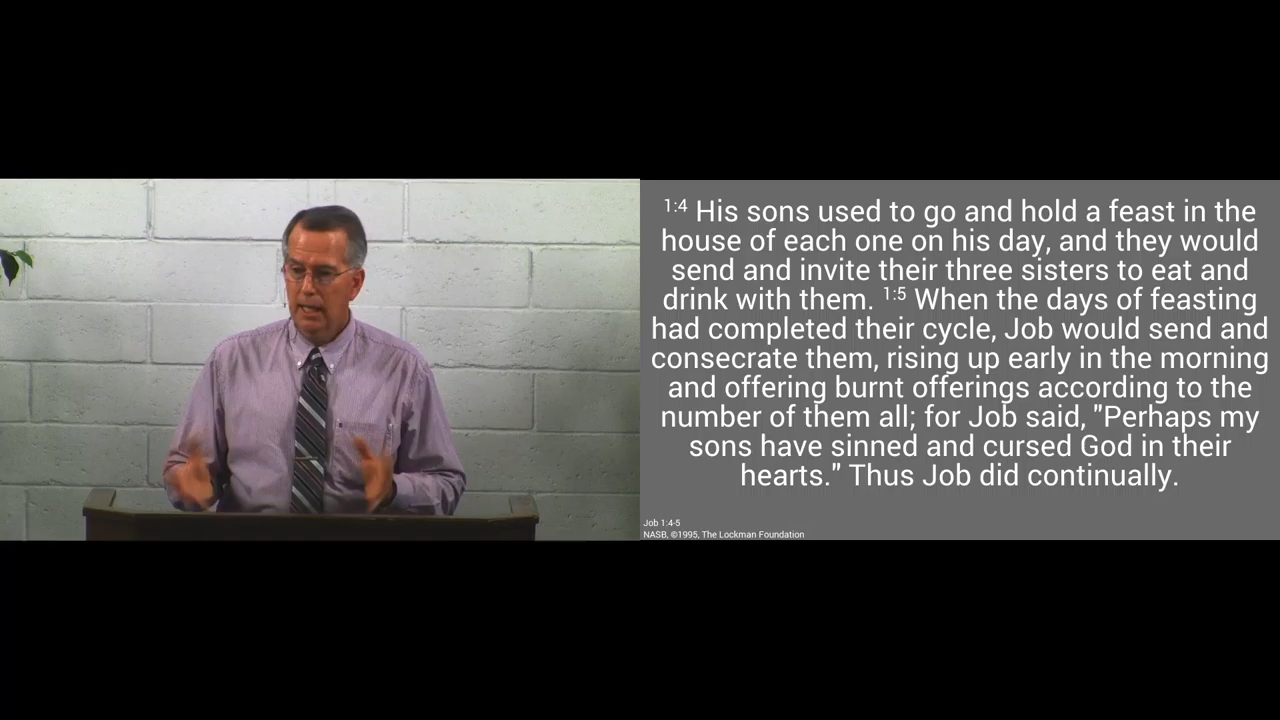 1:4 His sons used to go and hold a feast in the
house of each one on his day, and they would
send and invite their three sisters to eat and
drink with them. 1:5 When the days of feasting
had completed their cycle, Job would send and
consecrate them, rising up early in the morning
and offering burnt offerings according to the
number of them all; for Job said, "Perhaps my
sons have sinned and cursed God in their
hearts." Thus Job did continually.
Job 1:4-5
NASB, ©1995, The Lockman Foundation